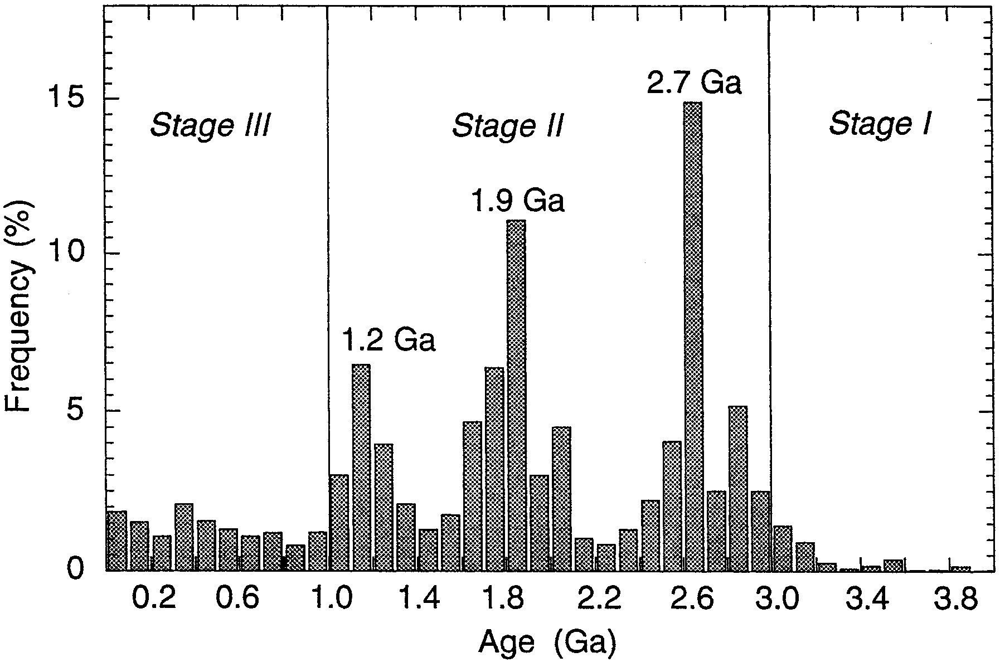 2.7 Ga
15
Stage III
Stage II
Stage I
1.9 Ga
10
Frequency (%)
1.2 Ga
5
0
0.2 0.6 1.0 1.4 1.8 2.2 2.6 3.0 3.4 3.8
Age (Ga)